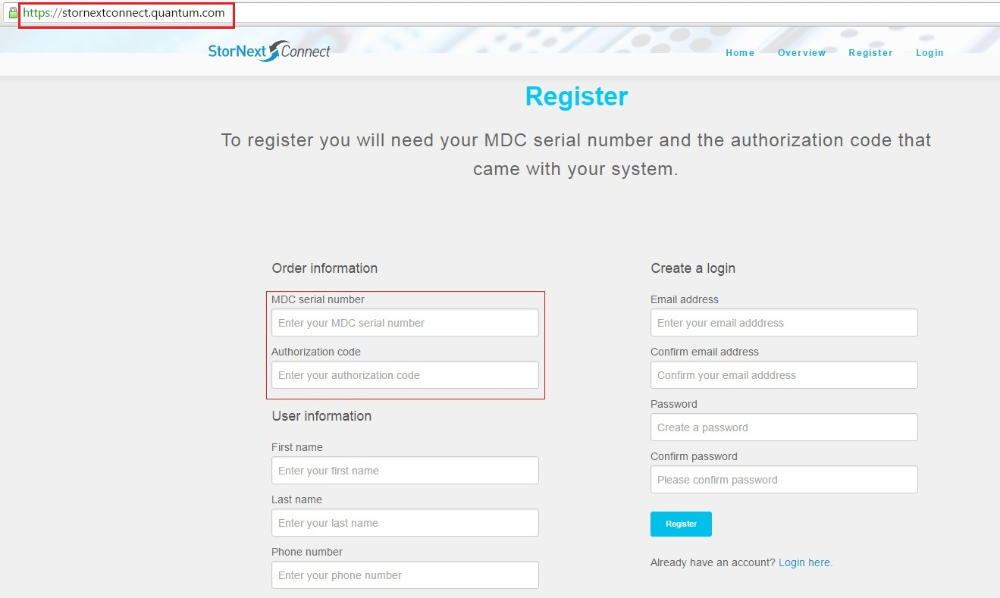 https://stornextconnect.quantum.com
StorNext Connect
Home Overview Register Login
Register
To register you will need your MDC serial number and the authorization code that
came with your system.
Order information
MDC serial number
Enter your MDC serial number
Authorization code
Enter your authorization code
User information
First name
Enter your first name
Last name
Enter your last name
Phone number
Enter your phone number
Create a login
Email address
Enter your email adddress
Confirm email address
Confirm your email adddress
Password
Create a password
Confirm password
Please confirm password
Register
Already have an account? Login here.